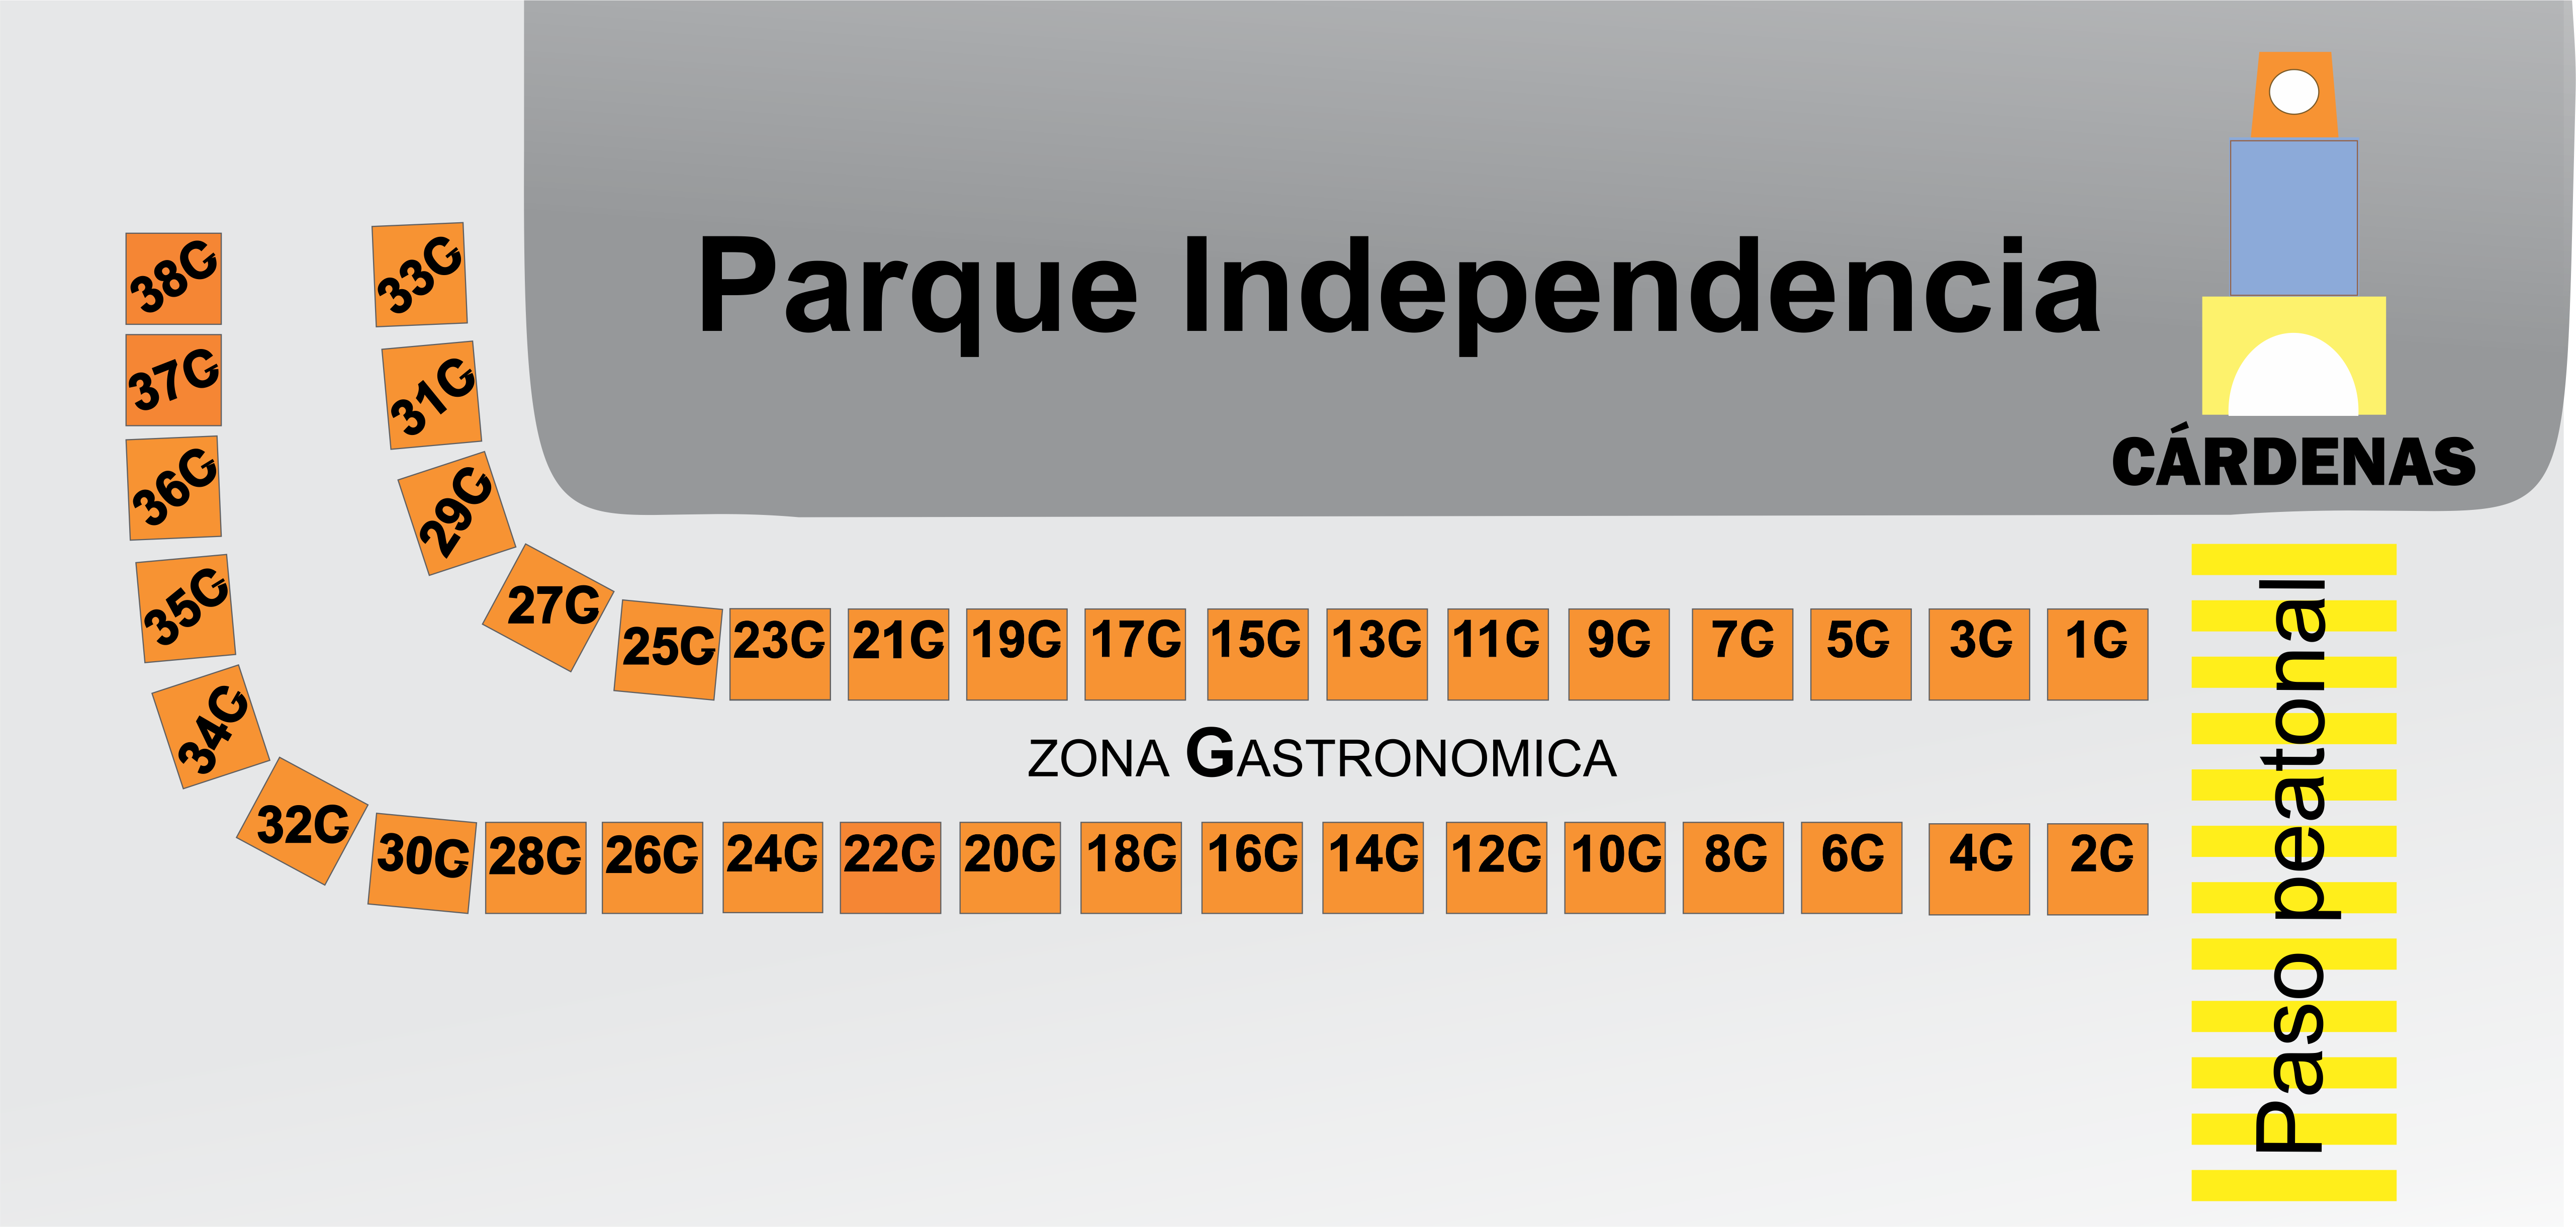 Parque Independencia
CÁRDENAS
38G
33G
37G
31G
36G
29G
35G
27G
25G 23G 21G 19G 17G 15G 13G 11G 9G 7G 5G 3G 1G
34G
ZONA GASTRONOMICA
32G
30G 28G 26G 24G 22G 20G 18G 16G 14G 12G 10G 8G 6G 4G 2G
Paso peatonal